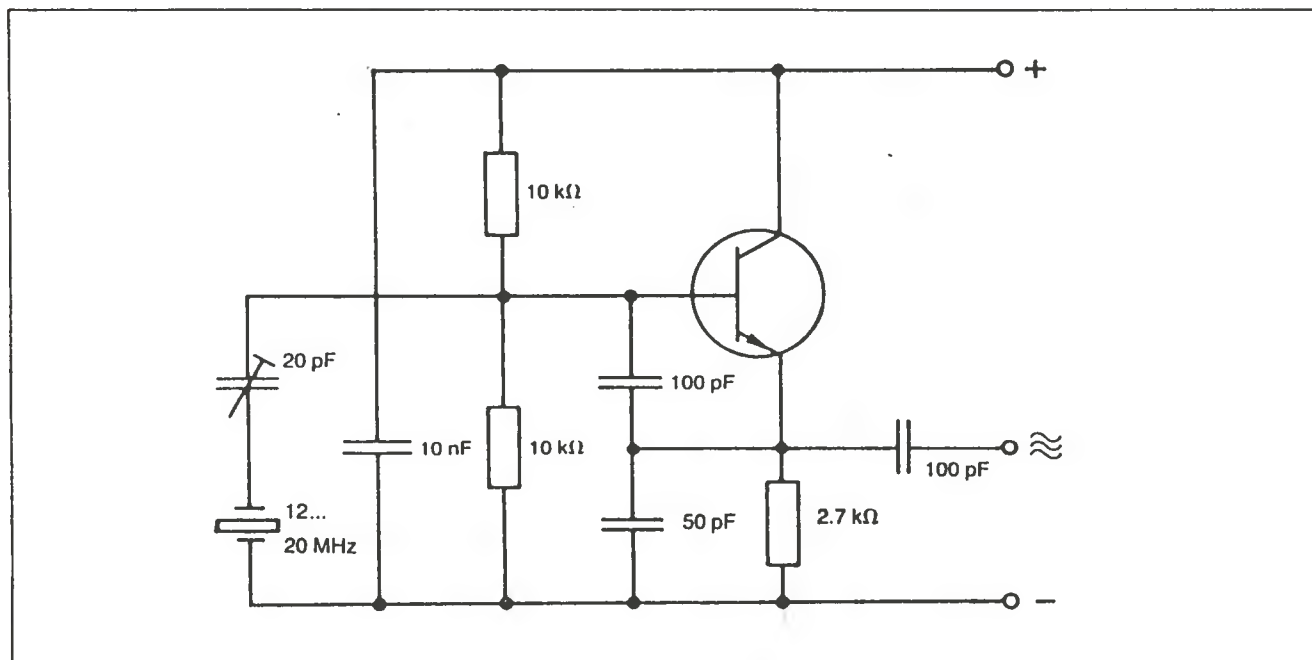 +
10 kΩ
20 pF
100 pF
10 nF
10 kΩ
100 pF
12...
20 MHz
50 pF
2.7 kΩ
−